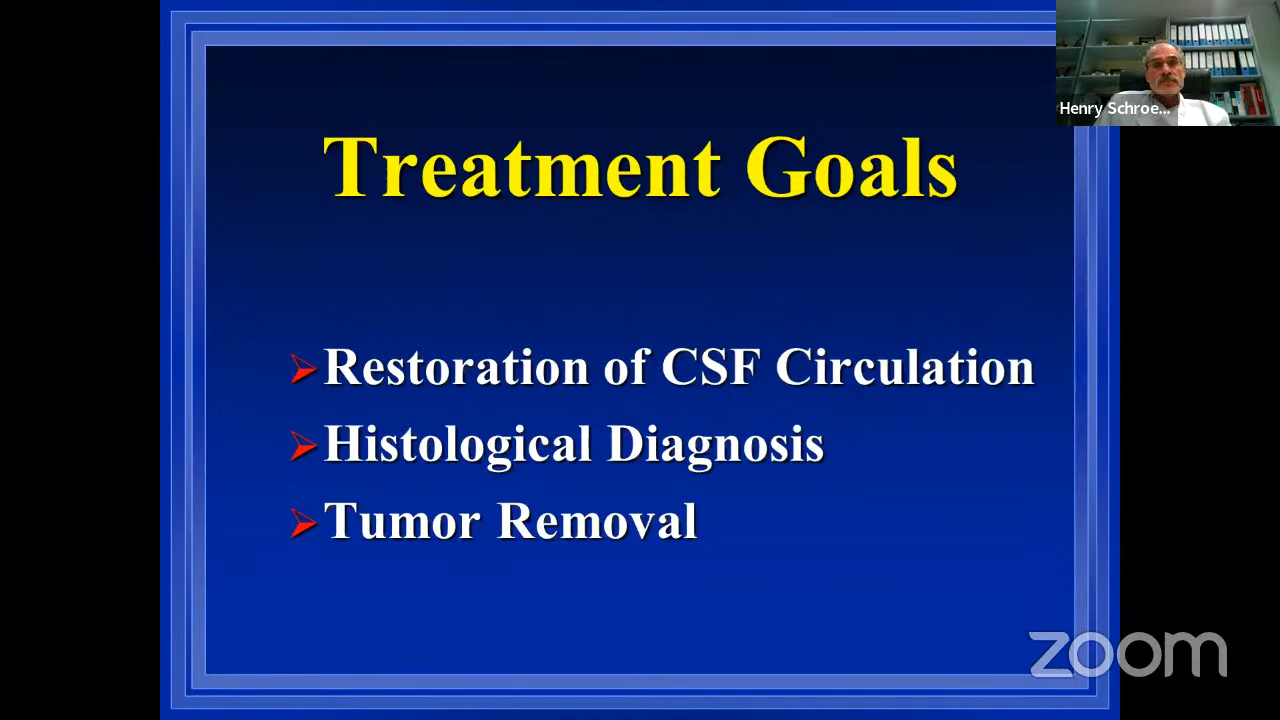 Henry Schroe...
Treatment Goals
Restoration of CSF Circulation
Histological Diagnosis
Tumor Removal
zoom